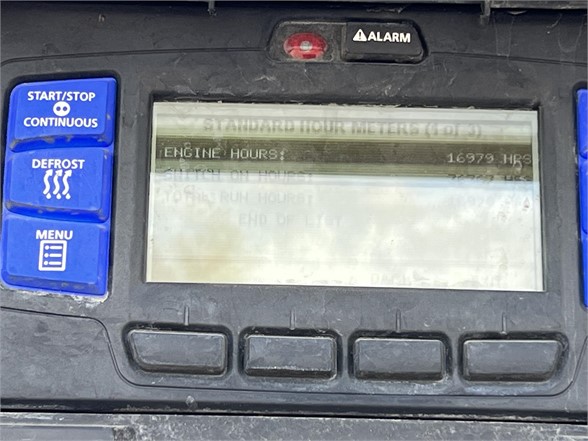 ALARM
START/STOP
CONTINUOUS
DEFROST
MENU
STANDARD HOUR METERS (1 of 3)
ENGINE HOURS: 16979 HRS
SWITCH ON HOURS: HRS
TOTAL RUN HOURS:
END OF LIST